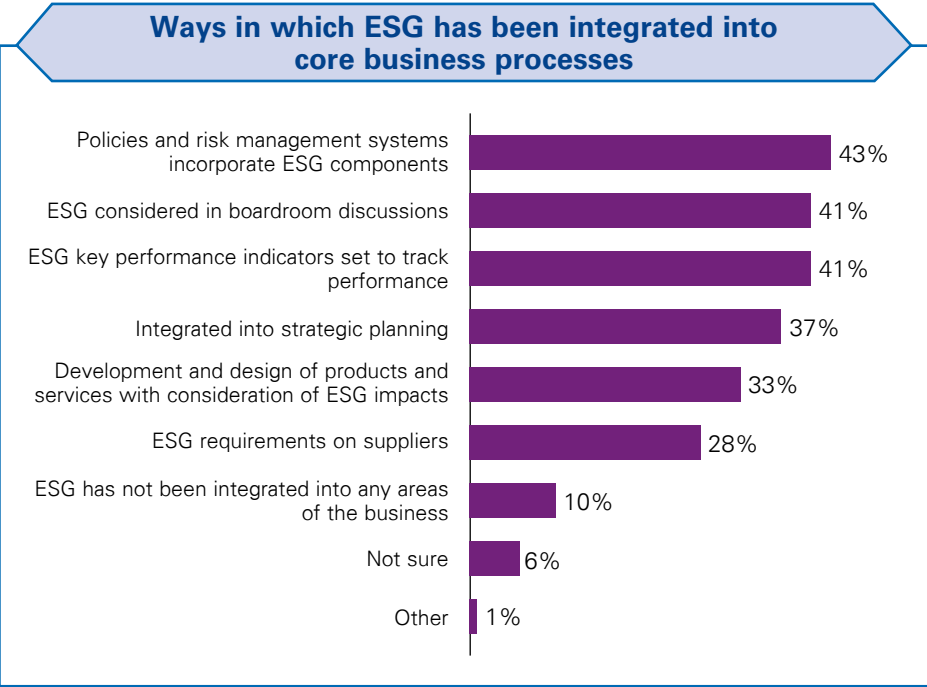 Ways in which ESG has been integrated into
core business processes
Policies and risk management systems
incorporate ESG components
43%
ESG considered in boardroom discussions
41%
ESG key performance indicators set to track
performance
41%
Integrated into strategic planning
37%
Development and design of products and
services with consideration of ESG impacts
33%
ESG requirements on suppliers
28%
ESG has not been integrated into any areas
of the business
10%
Not sure
6%
Other
1%